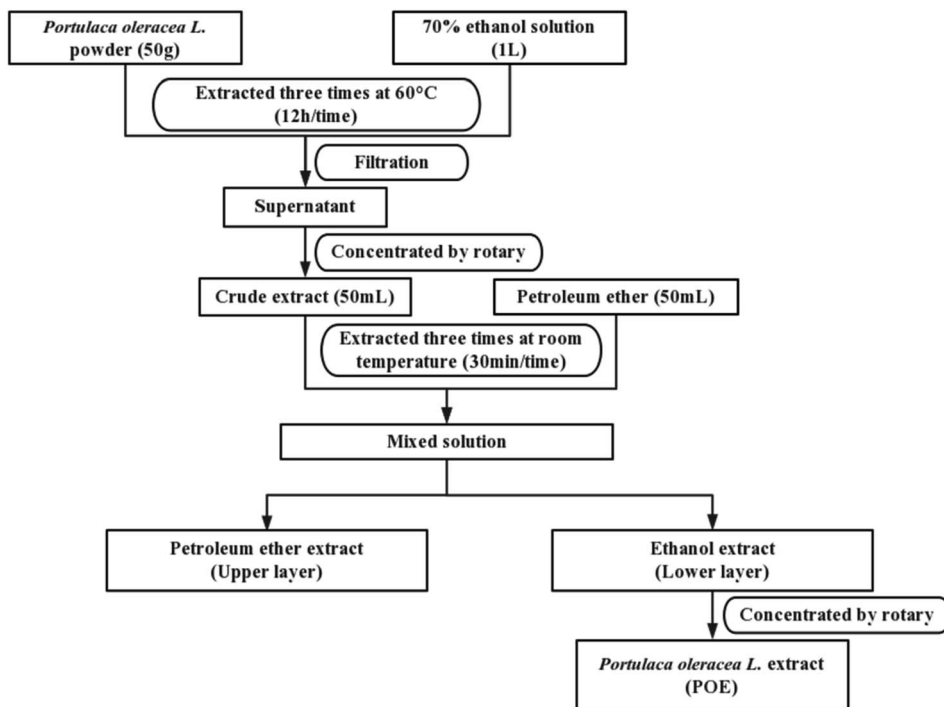 Portulaca oleracea L.
powder (50g)
70% ethanol solution
(1L)
Extracted three times at 60°C
(12h/time)
Filtration
Supernatant
Concentrated by rotary
Crude extract (50mL)
Petroleum ether (50mL)
Extracted three times at room
temperature (30min/time)
Mixed solution
Petroleum ether extract
(Upper layer)
Ethanol extract
(Lower layer)
Concentrated by rotary
Portulaca oleracea L. extract
(POE)